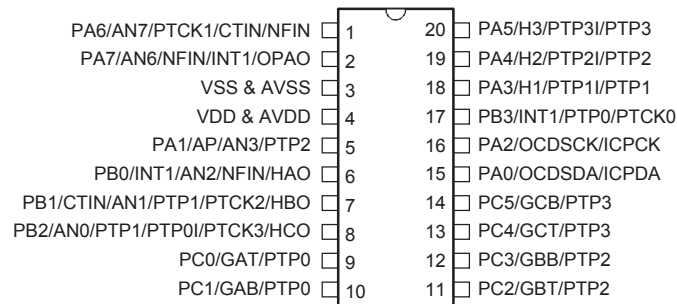 PA6/AN7/PTCK1/CTIN/NFIN 1 20 PA5/H3/PTP3I/PTP3
PA7/AN6/NFIN/INT1/OPAO 2 19 PA4/H2/PTP2I/PTP2
VSS & AVSS 3 18 PA3/H1/PTP1I/PTP1
VDD & AVDD 4 17 PB3/INT1/PTP0/PTCK0
PA1/AP/AN3/PTP2 5 16 PA2/OCDSCK/ICPCK
PB0/INT1/AN2/NFIN/HAO 6 15 PA0/OCDSDA/ICPDA
PB1/CTIN/AN1/PTP1/PTCK2/HBO 7 14 PC5/GCB/PTP3
PB2/AN0/PTP1/PTP0I/PTCK3/HCO 8 13 PC4/GCT/PTP3
PC0/GAT/PTP0 9 12 PC3/GBB/PTP2
PC1/GAB/PTP0 10 11 PC2/GBT/PTP2